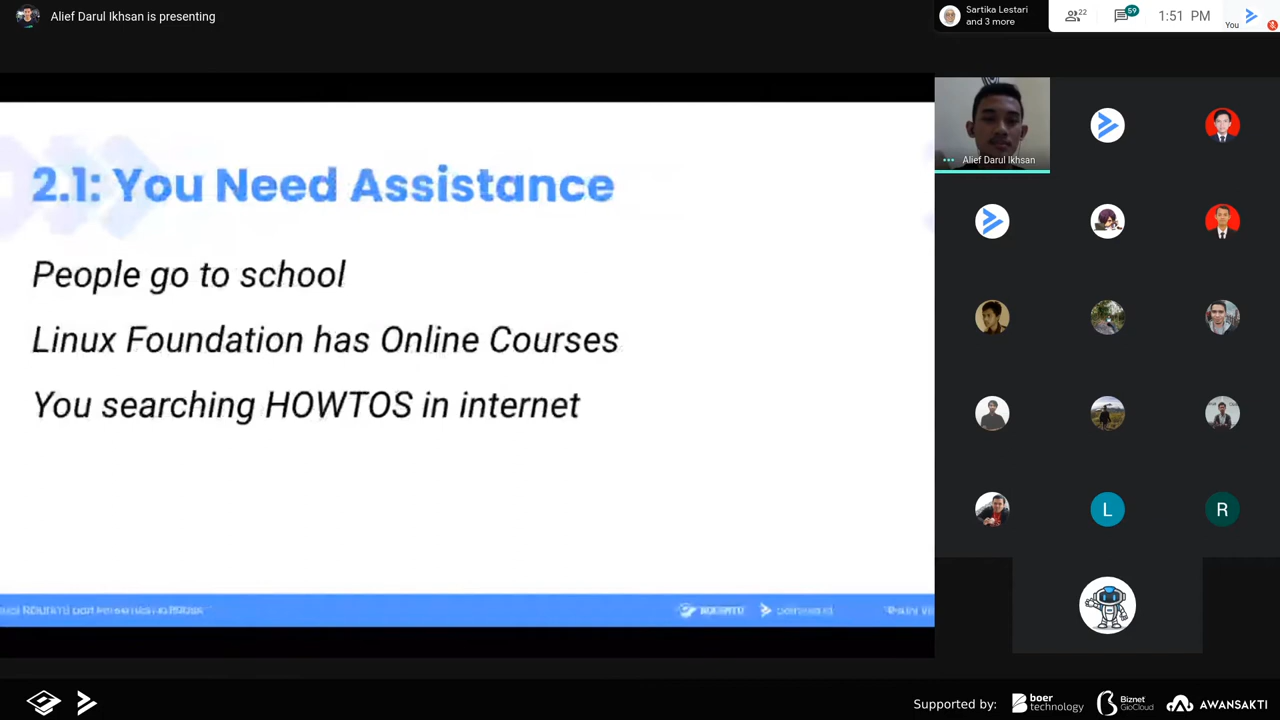 Alief Darul Ikhsan is presenting
Sartika Lestari
and 3 more
22
59
1:51 PM
You
2.1: You Need Assistance
People go to school
Linux Foundation has Online Courses
You searching HOWTOS in internet
Alief Darul Ikhsan
L
R
Supported by:
boer
technology
Biznet
GioCloud
AWANSAKTI